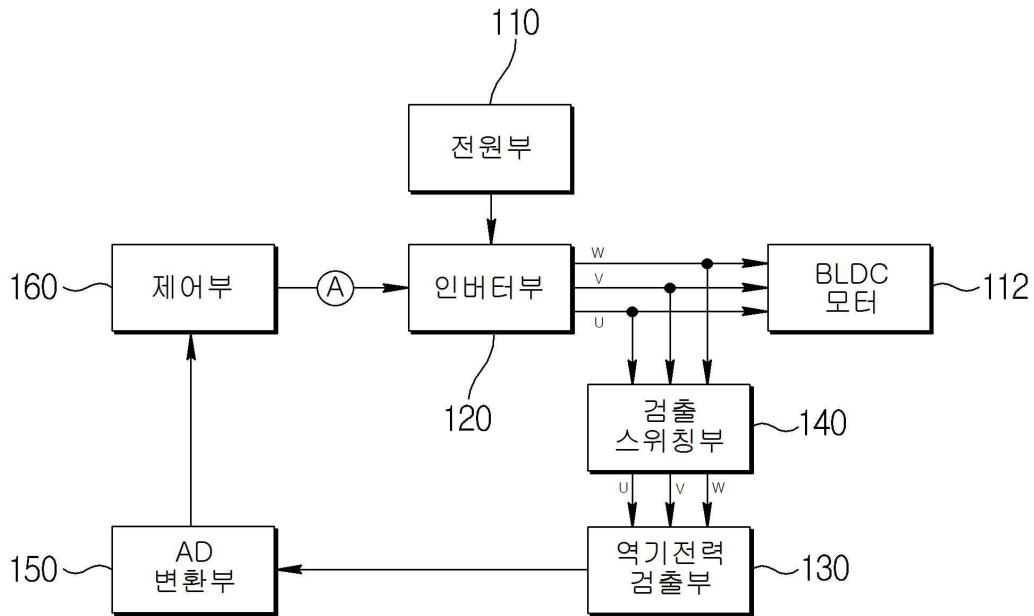 110
전원부
160
제어부
A
인버터부
W
V
U
BLDC
모터
112
120
검출
스위칭부
140
U V W
150
AD
변환부
역기전력
검출부
130